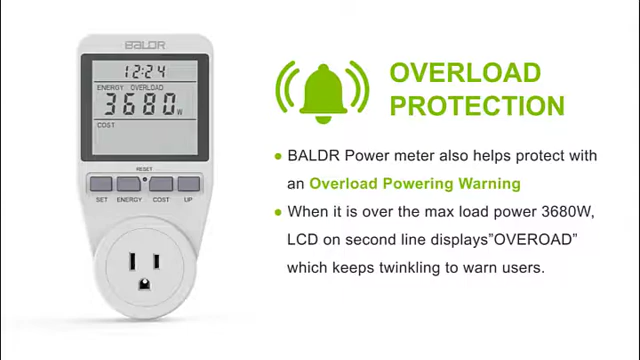 BALDR
12:24
ENERGY OVERLOAD
3680W
COST
RESET
SET ENERGY COST UP
OVERLOAD
PROTECTION
BALDR Power meter also helps protect with
an Overload Powering Warning
When it is over the max load power 3680W,
LCD on second line displays"OVEROAD"
which keeps twinkling to warn users.